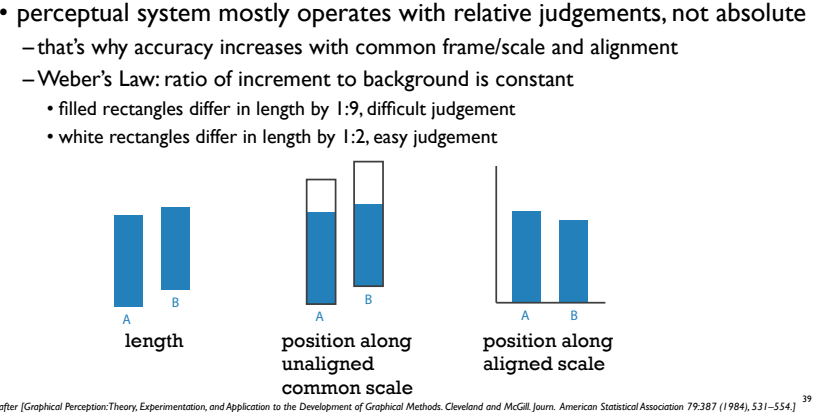 • perceptual system mostly operates with relative judgements, not absolute
–that's why accuracy increases with common frame/scale and alignment
–Weber's Law: ratio of increment to background is constant
• filled rectangles differ in length by 1:9, difficult judgement
• white rectangles differ in length by 1:2, easy judgement
A
B
length
A
B
position along
unaligned
common scale
A
B
position along
aligned scale
after [Graphical Perception: Theory, Experimentation, and Application to the Development of Graphical Methods. Cleveland and McGill. Journ. American Statistical Association 79:387 (1984), 531–554.]
39